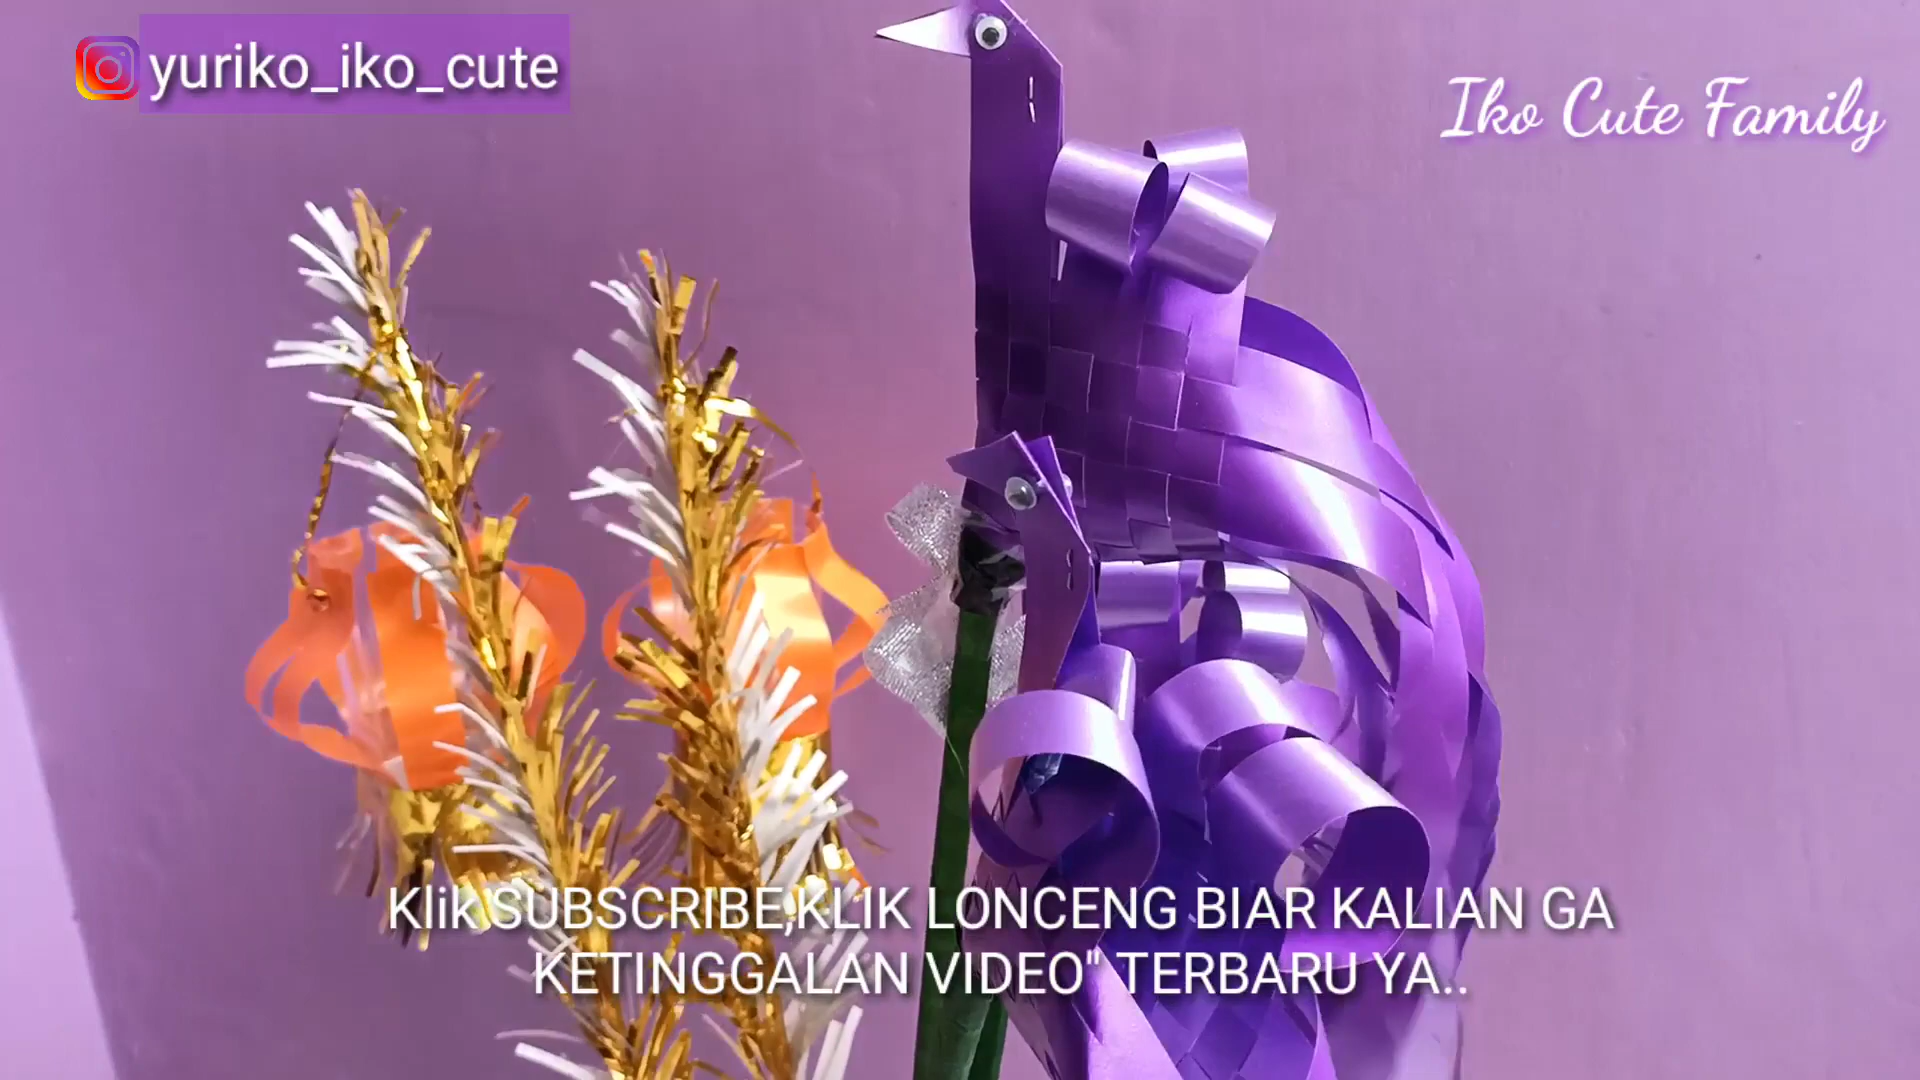 yuriko_iko_cute
Iko Cute Family
Klik SUBSCRIBE,KLIK LONCENG BIAR KALIAN GA
KETINGGALAN VIDEO" TERBARU YA..